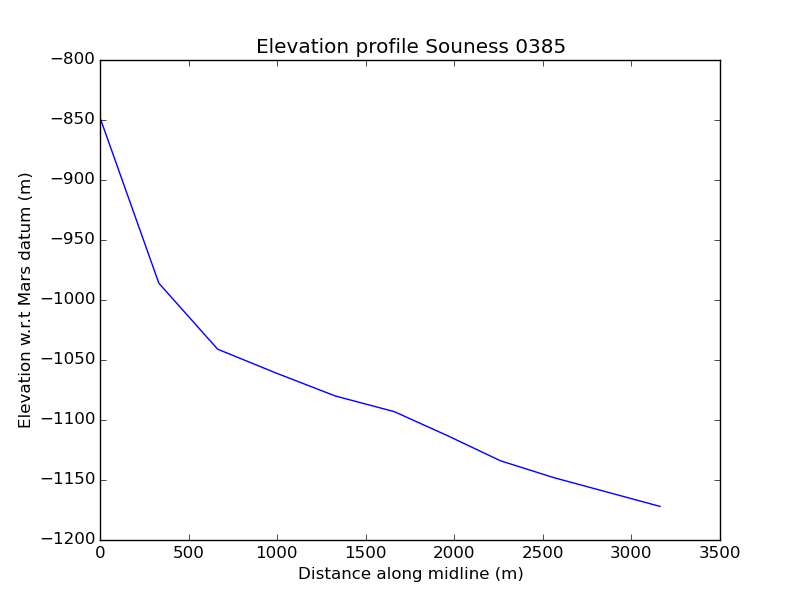 Elevation profile Souness 0385
−800
−850
−900
−950
−1000
−1050
−1100
−1150
−1200
Elevation w.r.t Mars datum (m)
0 500 1000 1500 2000 2500 3000 3500
Distance along midline (m)